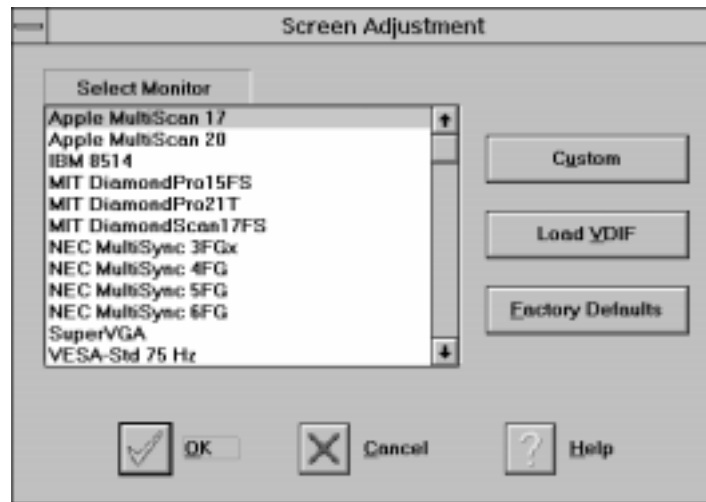 Screen Adjustment
Select Monitor
Apple MultiScan 17
Apple MultiScan 20
IBM 8514
MIT DiamondPro15FS
MIT DiamondPro21T
MIT DiamondScan17FS
NEC MultiSync 3FGx
NEC MultiSync 4FG
NEC MultiSync 5FG
NEC MultiSync 6FG
SuperVGA
VESA-Std 75 Hz
Custom
Load VDIF
Factory Defaults
OK
Cancel
? Help